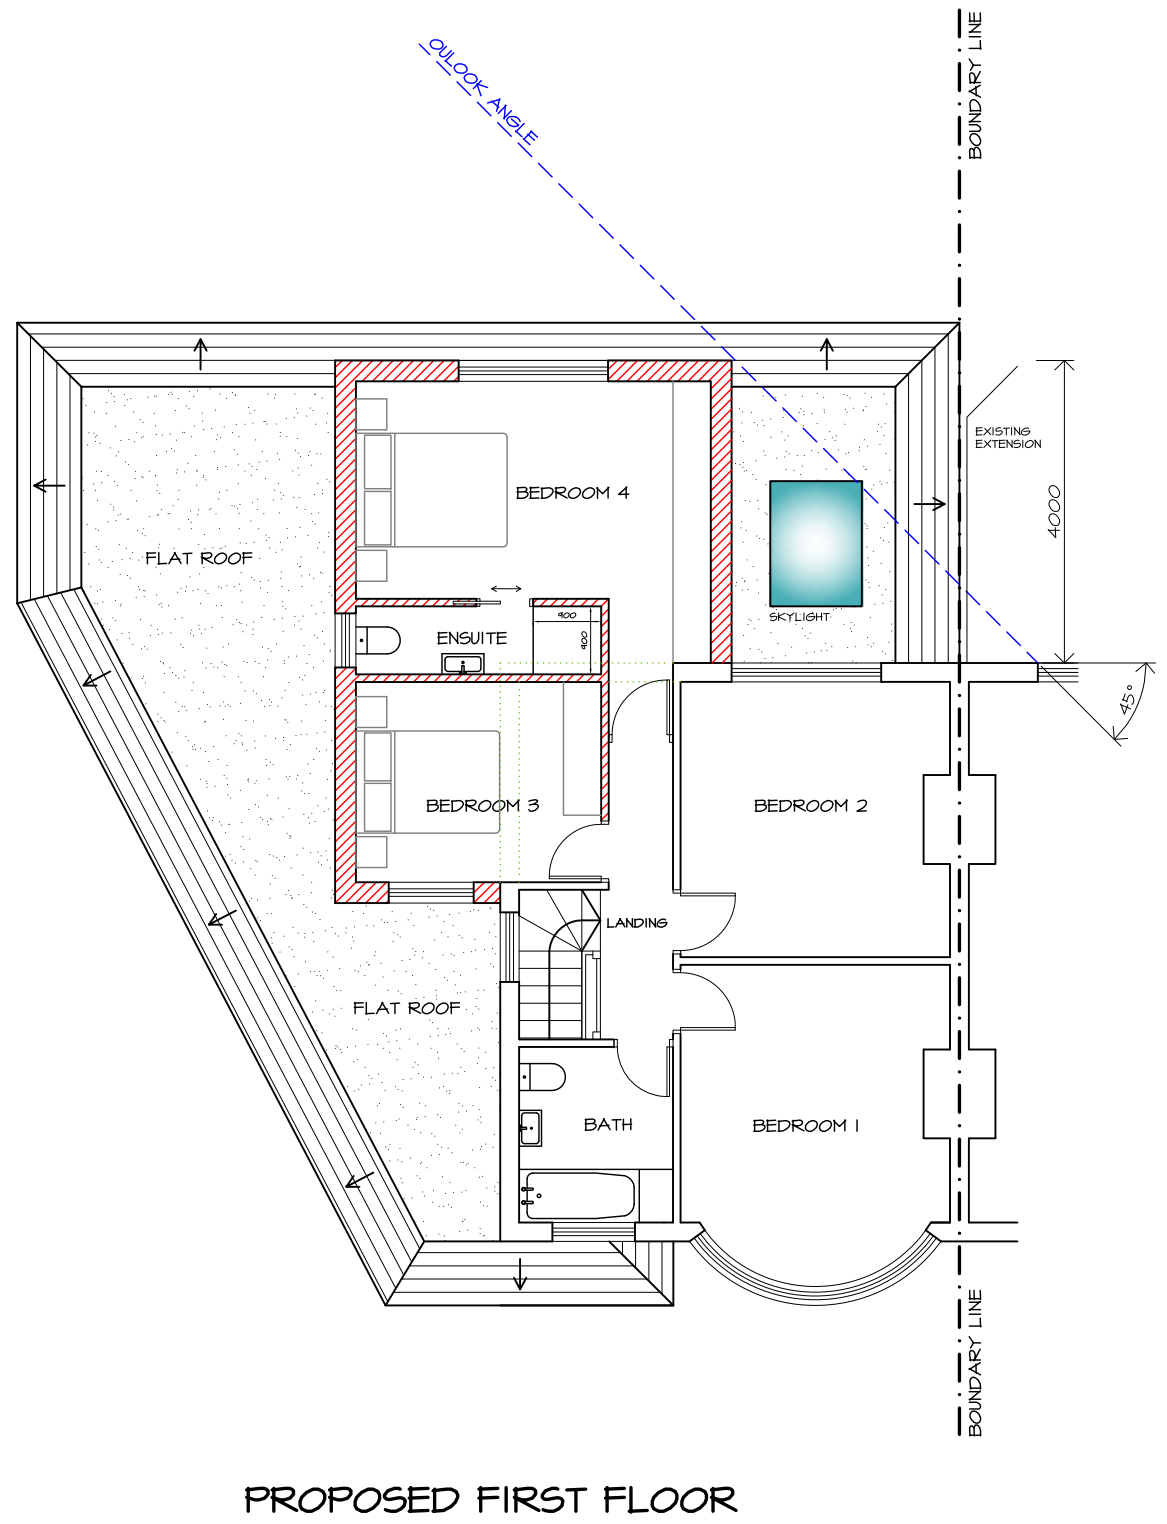 OULOOK ANGLE
BOUNDARY LINE
EXISTING
EXTENSION
4000
BEDROOM 4
FLAT ROOF
SKYLIGHT
900
900
ENSUITE
45°
BEDROOM 3
BEDROOM 2
LANDING
FLAT ROOF
BATH
BEDROOM 1
BOUNDARY LINE
PROPOSED FIRST FLOOR